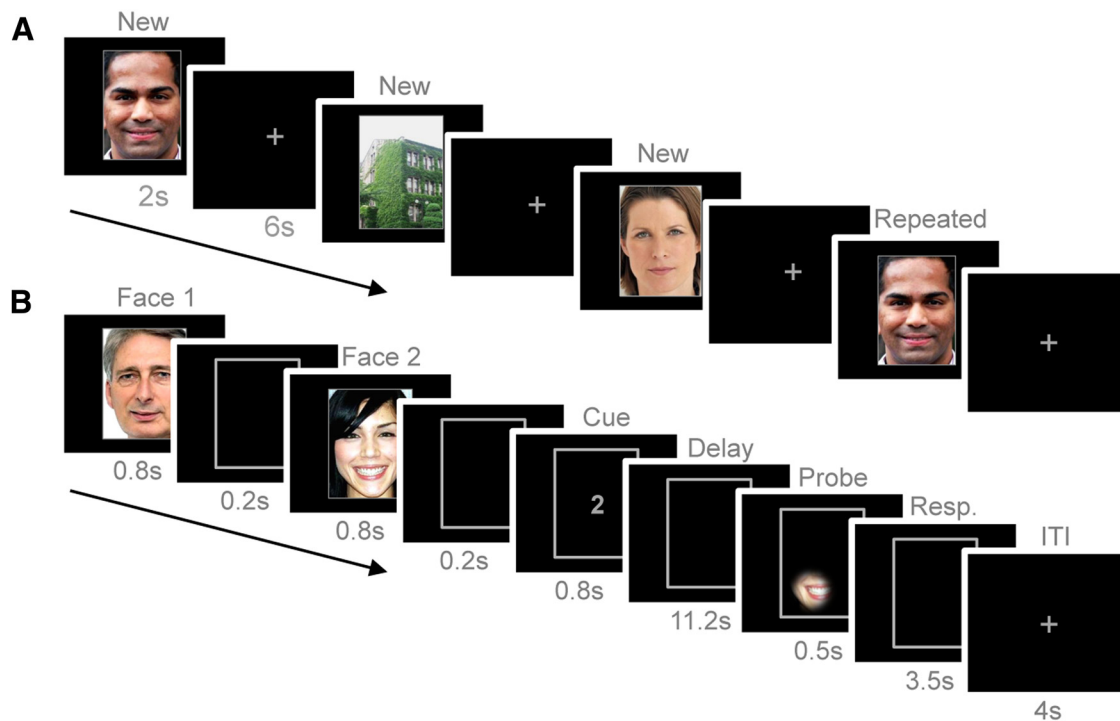 A
New
2s
6s
New
New
Repeated
B
Face 1
0.8s
0.2s
Face 2
0.8s
0.2s
Cue
2
0.8s
Delay
11.2s
Probe
0.5s
Resp.
3.5s
ITI
4s